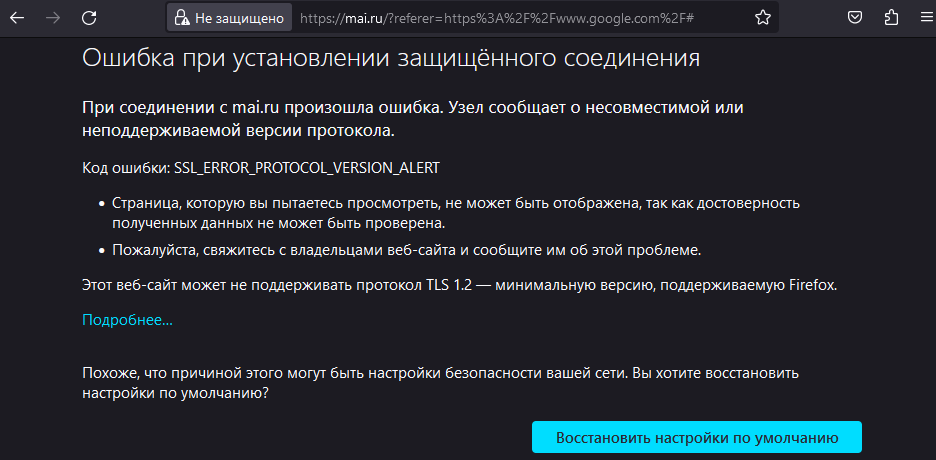 Не защищено https://mai.ru/?referer=https%3A%2F%2Fwww.google.com%2F#
Ошибка при установлении защищённого соединения
При соединении с mai.ru произошла ошибка. Узел сообщает о несовместимой или
неподдерживаемой версии протокола.
Код ошибки: SSL_ERROR_PROTOCOL_VERSION_ALERT
• Страница, которую вы пытаетесь просмотреть, не может быть отображена, так как достоверность
полученных данных не может быть проверена.
• Пожалуйста, свяжитесь с владельцами веб-сайта и сообщите им об этой проблеме.
Этот веб-сайт может не поддерживать протокол TLS 1.2 — минимальную версию, поддерживаемую Firefox.
Подробнее…
Похоже, что причиной этого могут быть настройки безопасности вашей сети. Вы хотите восстановить
настройки по умолчанию?
Восстановить настройки по умолчанию